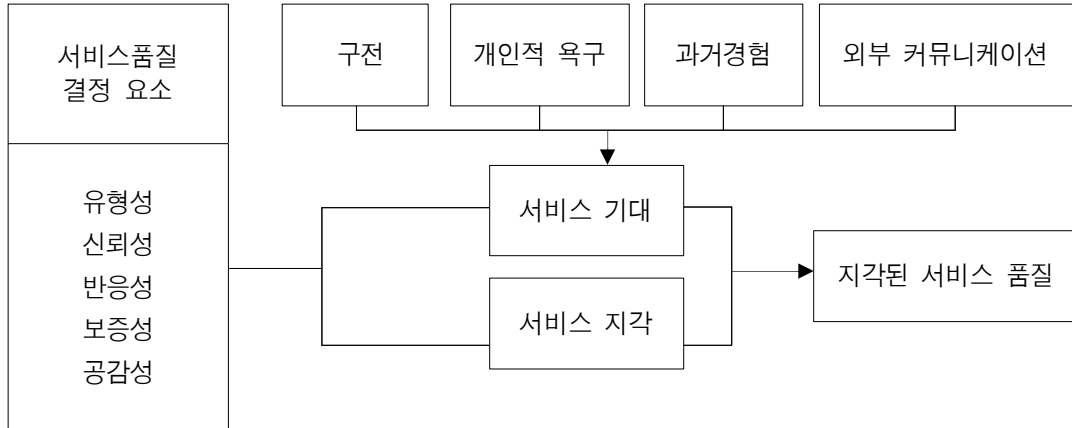 서비스품질
결정 요소
구전
개인적 욕구
과거경험
외부 커뮤니케이션
유형성
신뢰성
반응성
보증성
공감성
서비스 기대
서비스 지각
지각된 서비스 품질